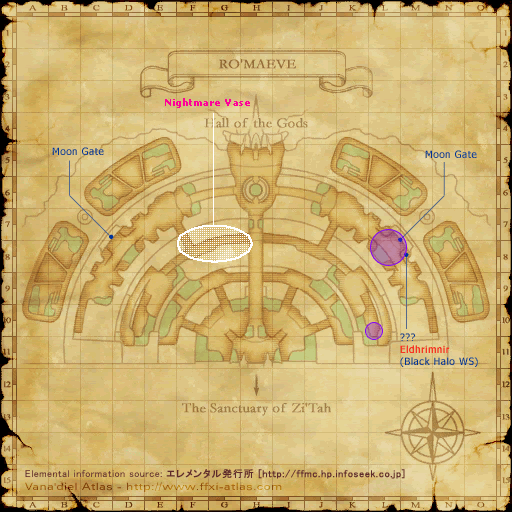 A B C D E F G H I J K L M N O
RO'MAEVE
Nightmare Vase
Hall of the Gods
Moon Gate
Moon Gate
???
Eldhrimnir
(Black Halo WS)
The Sanctuary of Zi'Tah
Elemental information source: エレメンタル発行所 [http://ffmc.hp.infoseek.co.jp]
Vana'diel Atlas - http://www.ffxi-atlas.com
A B C D E F G H I J K L M N O